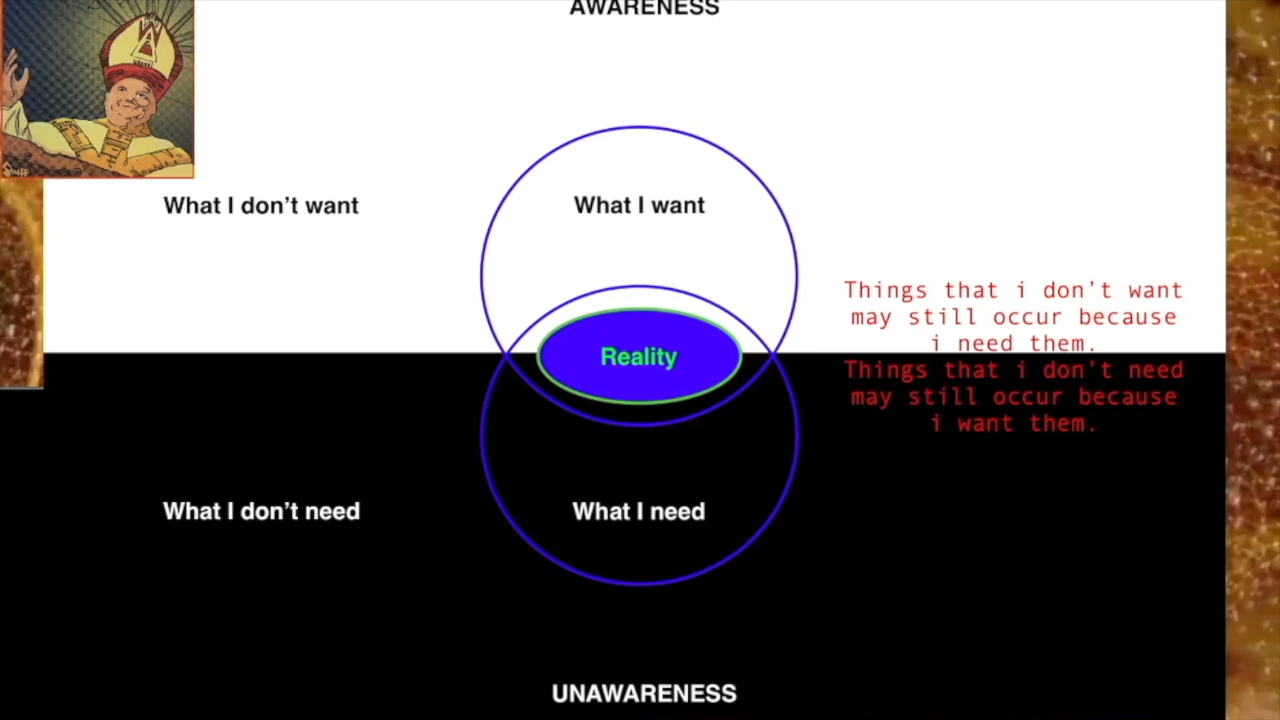 AWARENESS
What I don't want
What I want
Things that i don't want
may still occur because
i need them.
Things that i don't need
may still occur because
i want them.
Reality
What I don't need
What I need
UNAWARENESS